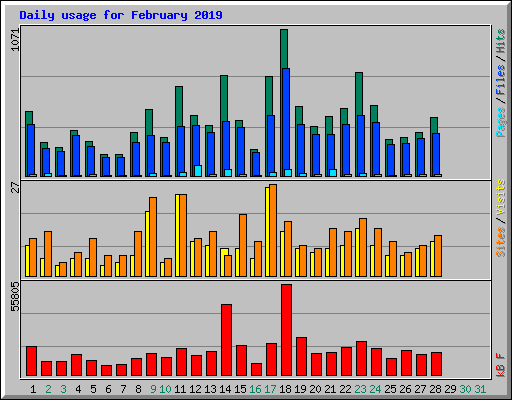 Daily usage for February 2019
1071
Pages / Files / Hits
27
Sites / Visits
55805
kB F
1 2 3 4 5 6 7 8 9 10 11 12 13 14 15 16 17 18 19 20 21 22 23 24 25 26 27 28 29 30 31